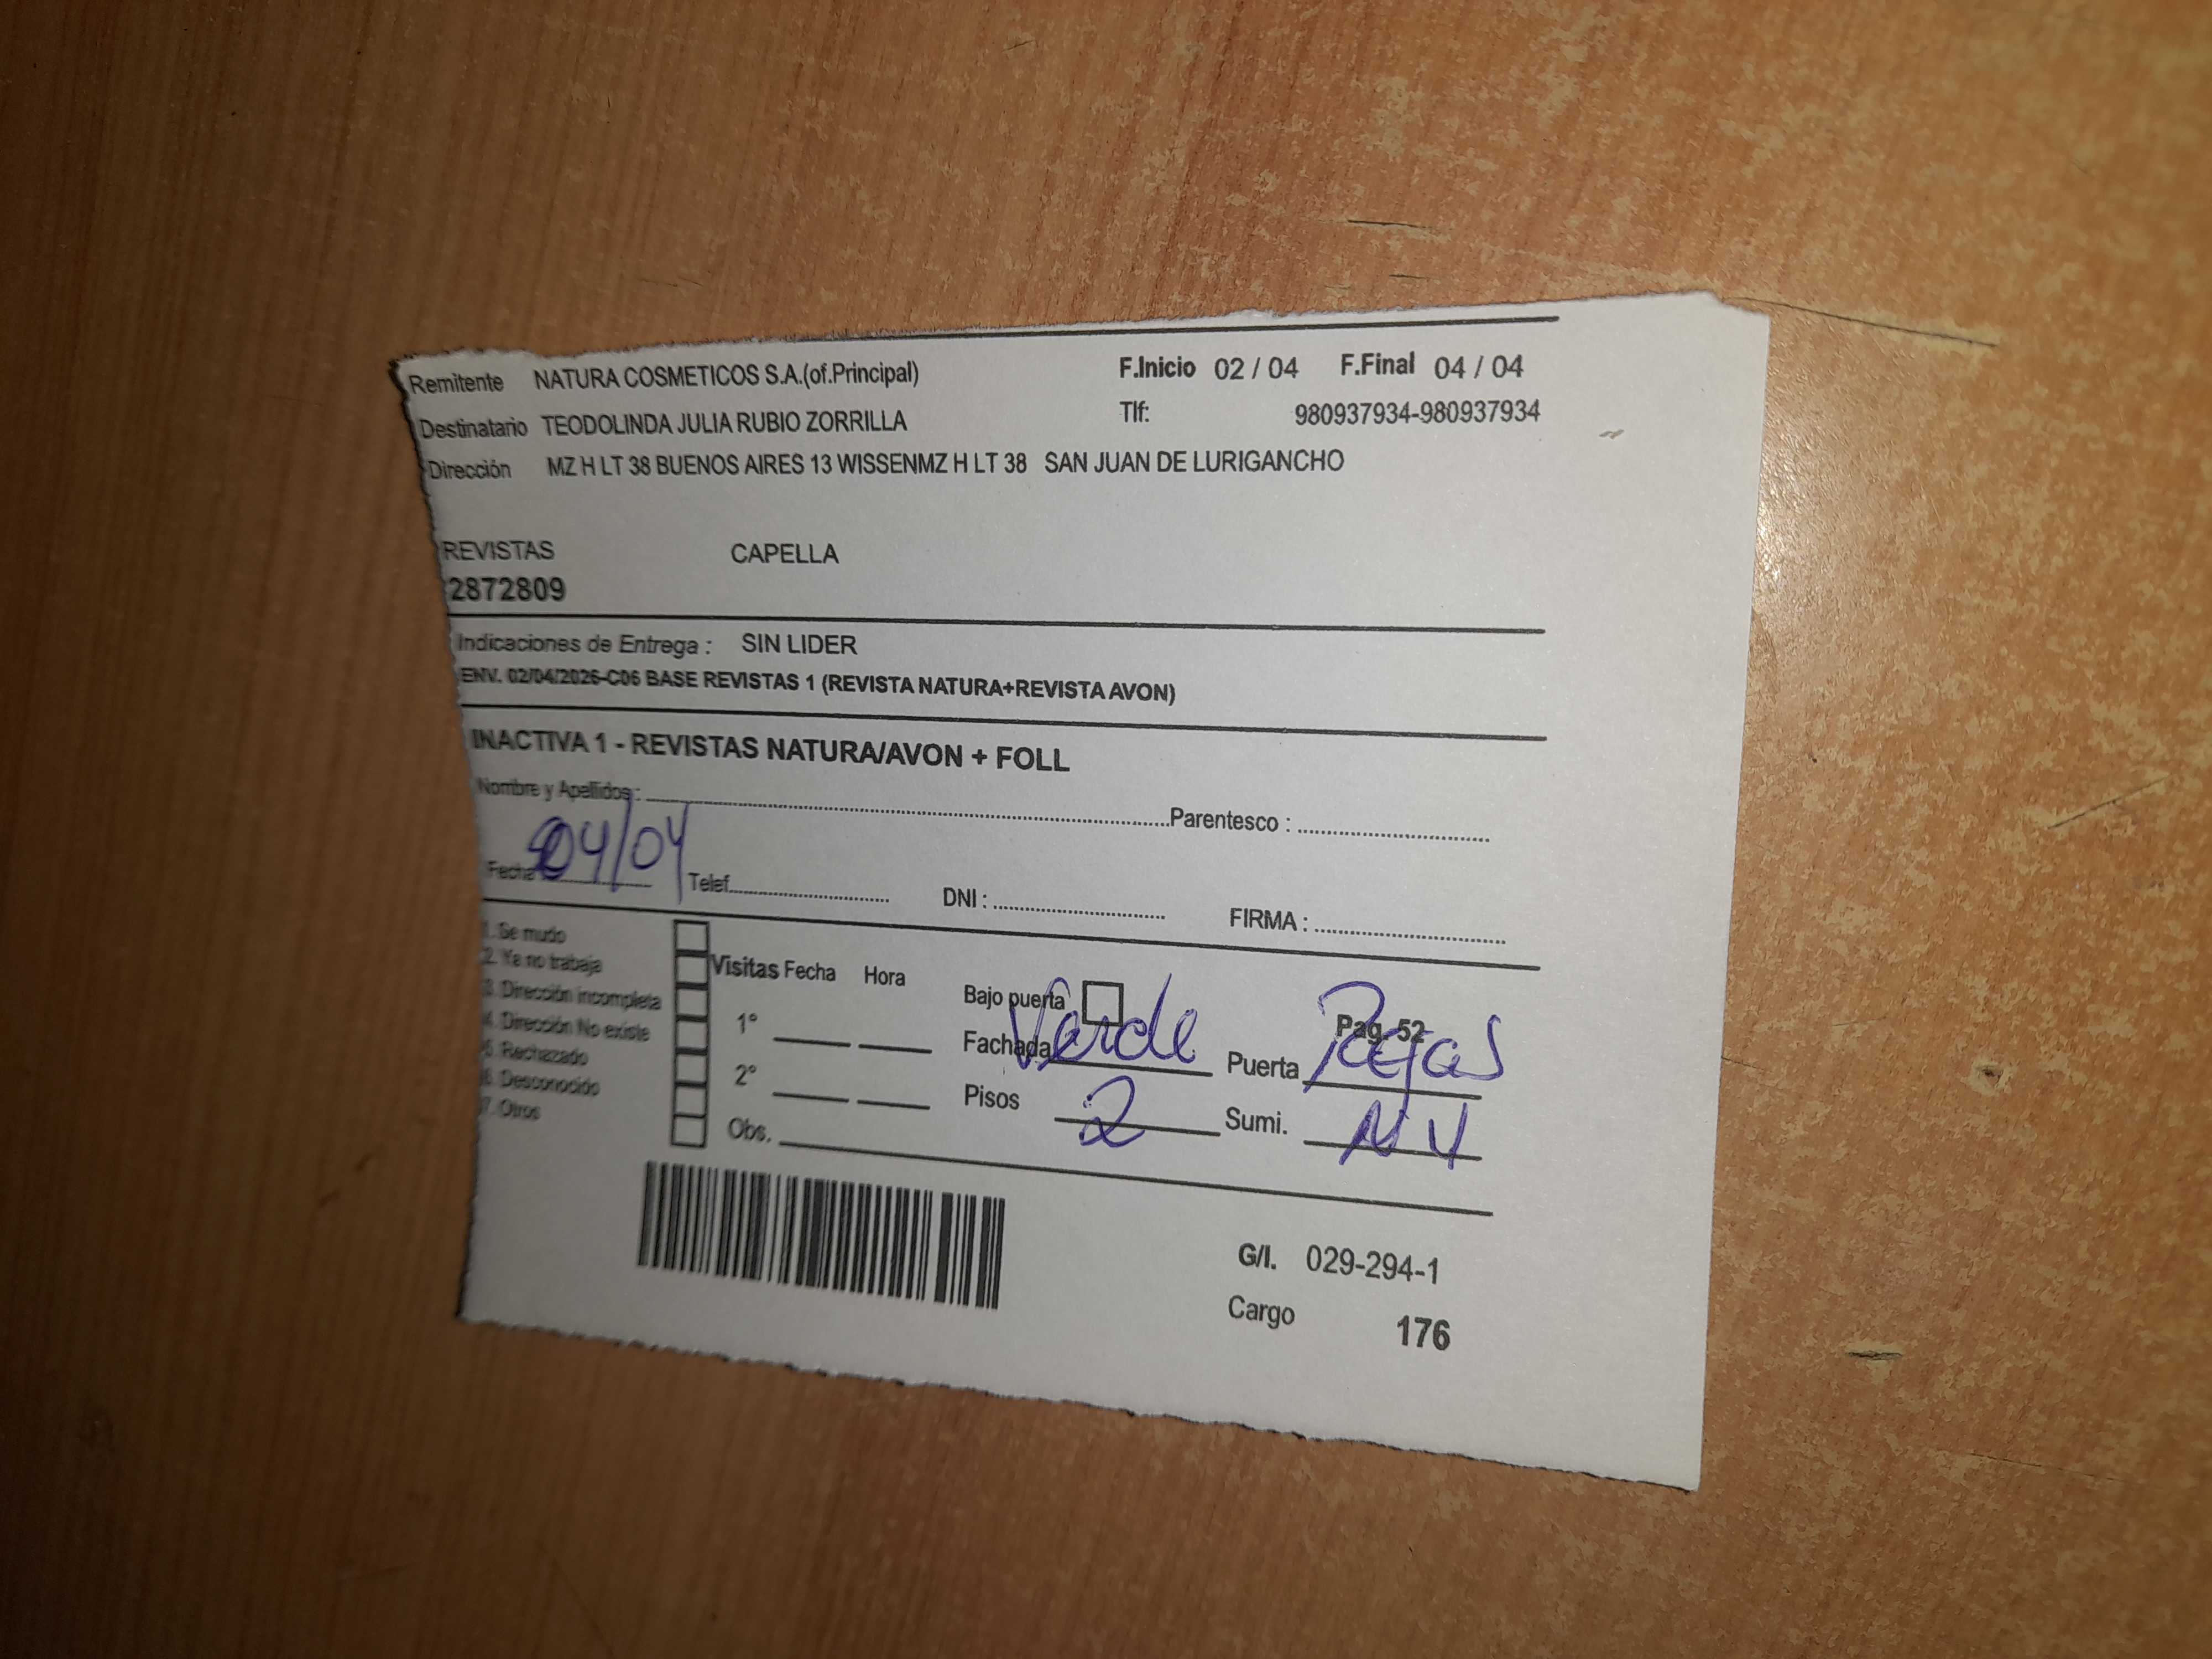 Remitente NATURA COSMETICOS S.A.(of.Principal) F.Inicio 02 / 04 F.Final 04 / 04
Destinatario TEODOLINDA JULIA RUBIO ZORRILLA Tlf: 980937934-980937934
Dirección MZ H LT 38 BUENOS AIRES 13 WISSENMZ H LT 38 SAN JUAN DE LURIGANCHO
REVISTAS CAPELLA
2872809
Indicaciones de Entrega : SIN LIDER
ENV. 02/04/2026-C06 BASE REVISTAS 1 (REVISTA NATURA+REVISTA AVON)
INACTIVA 1 - REVISTAS NATURA/AVON + FOLL
Nombre y Apellidos : Parentesco :
Fecha 04/04 Telef. DNI : FIRMA :
1. Se mudo
2. Ya no trabaja
3. Dirección incompleta
4. Dirección No existe
5. Rechazado
6. Desconocido
7. Otros
Visitas Fecha Hora
1°
2°
Obs.
Bajo puerta Pag. 52
Fachada Verde Puerta Rejas
Pisos 2 Sumi. NV
G/I. 029-294-1
Cargo 176